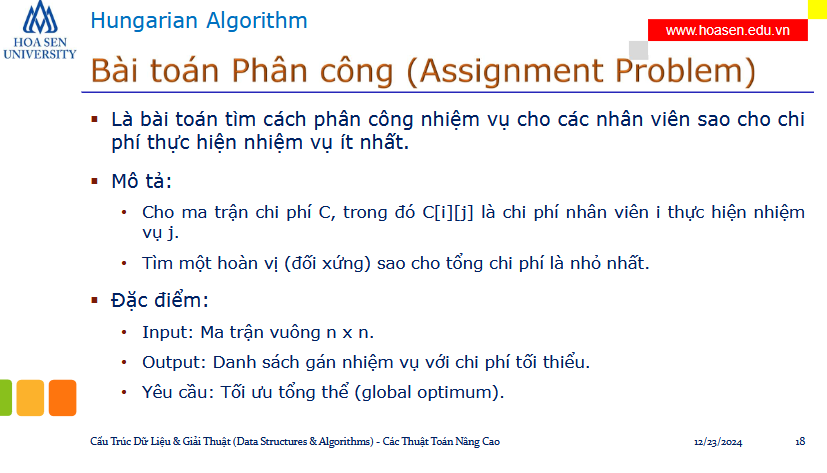 HOA SEN
UNIVERSITY
Hungarian Algorithm
www.hoasen.edu.vn
Bài toán Phân công (Assignment Problem)
▪ Là bài toán tìm cách phân công nhiệm vụ cho các nhân viên sao cho chi
phí thực hiện nhiệm vụ ít nhất.
▪ Mô tả:
• Cho ma trận chi phí C, trong đó C[i][j] là chi phí nhân viên i thực hiện nhiệm
vụ j.
• Tìm một hoàn vị (đối xứng) sao cho tổng chi phí là nhỏ nhất.
▪ Đặc điểm:
• Input: Ma trận vuông n x n.
• Output: Danh sách gán nhiệm vụ với chi phí tối thiểu.
• Yêu cầu: Tối ưu tổng thể (global optimum).
Cấu Trúc Dữ Liệu & Giải Thuật (Data Structures & Algorithms) - Các Thuật Toán Nâng Cao
12/23/2024
18